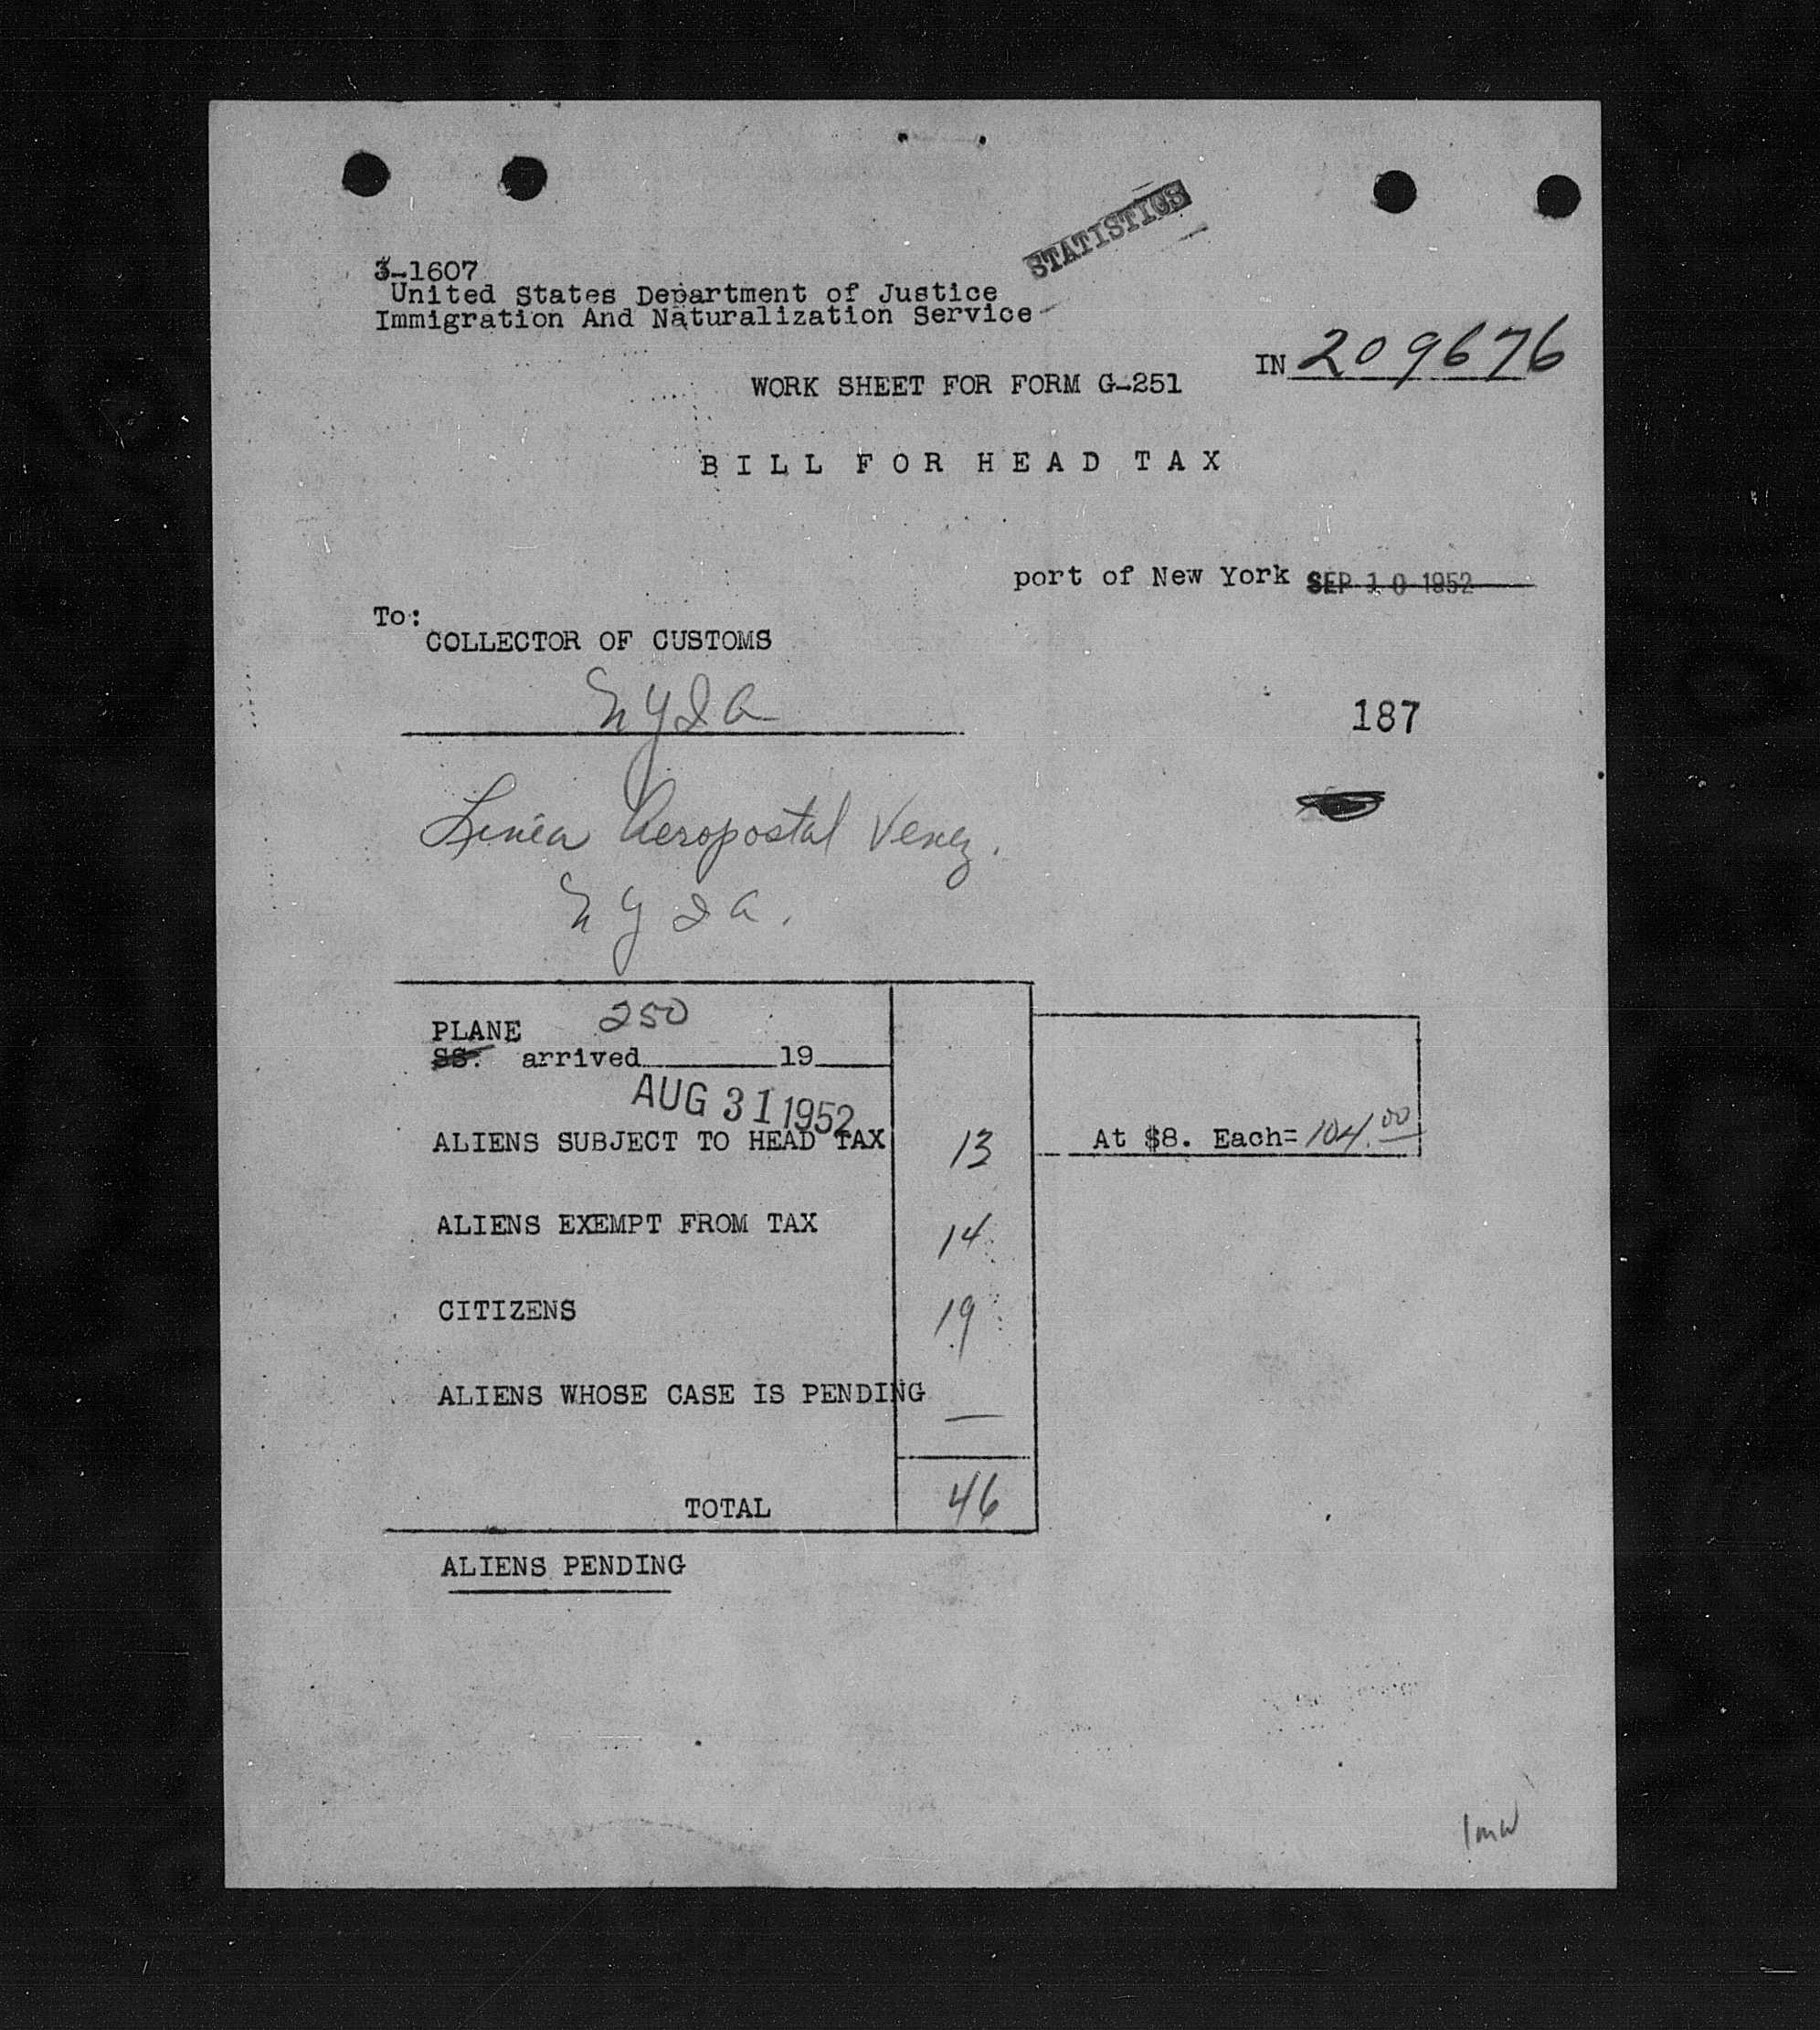 STATISTICS
3-1607
United States Department of Justice
Immigration And Naturalization Service
IN 209676
WORK SHEET FOR FORM G-251
BILL FOR HEAD TAX
port of New York SEP 10 1952
To:
COLLECTOR OF CUSTOMS
NYIA
187
Linea Aeropostal Venez.
NYIA.
PLANE 250
SS. arrived 19
AUG 31 1952
ALIENS SUBJECT TO HEAD TAX 13 At $8. Each= 104.00
ALIENS EXEMPT FROM TAX 14
CITIZENS 19
ALIENS WHOSE CASE IS PENDING —
TOTAL 46
ALIENS PENDING